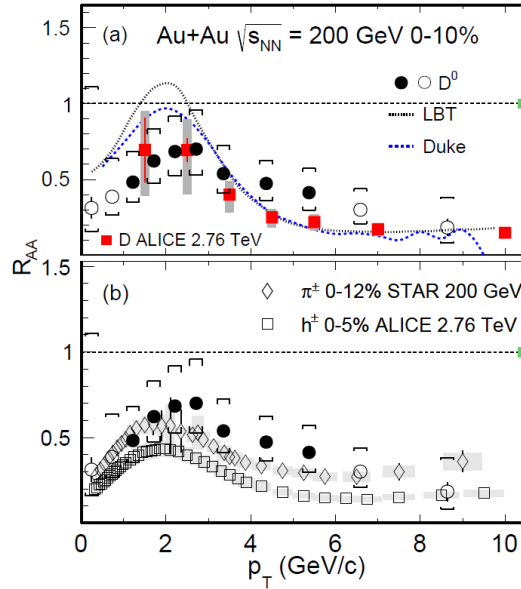 (a) Au+Au √sNN = 200 GeV 0-10%
D⁰
LBT
Duke
D ALICE 2.76 TeV
1.5
1
0.5
R_AA
(b)
π± 0-12% STAR 200 GeV
h± 0-5% ALICE 2.76 TeV
1.5
1
0.5
0 2 4 6 8 10
p_T (GeV/c)